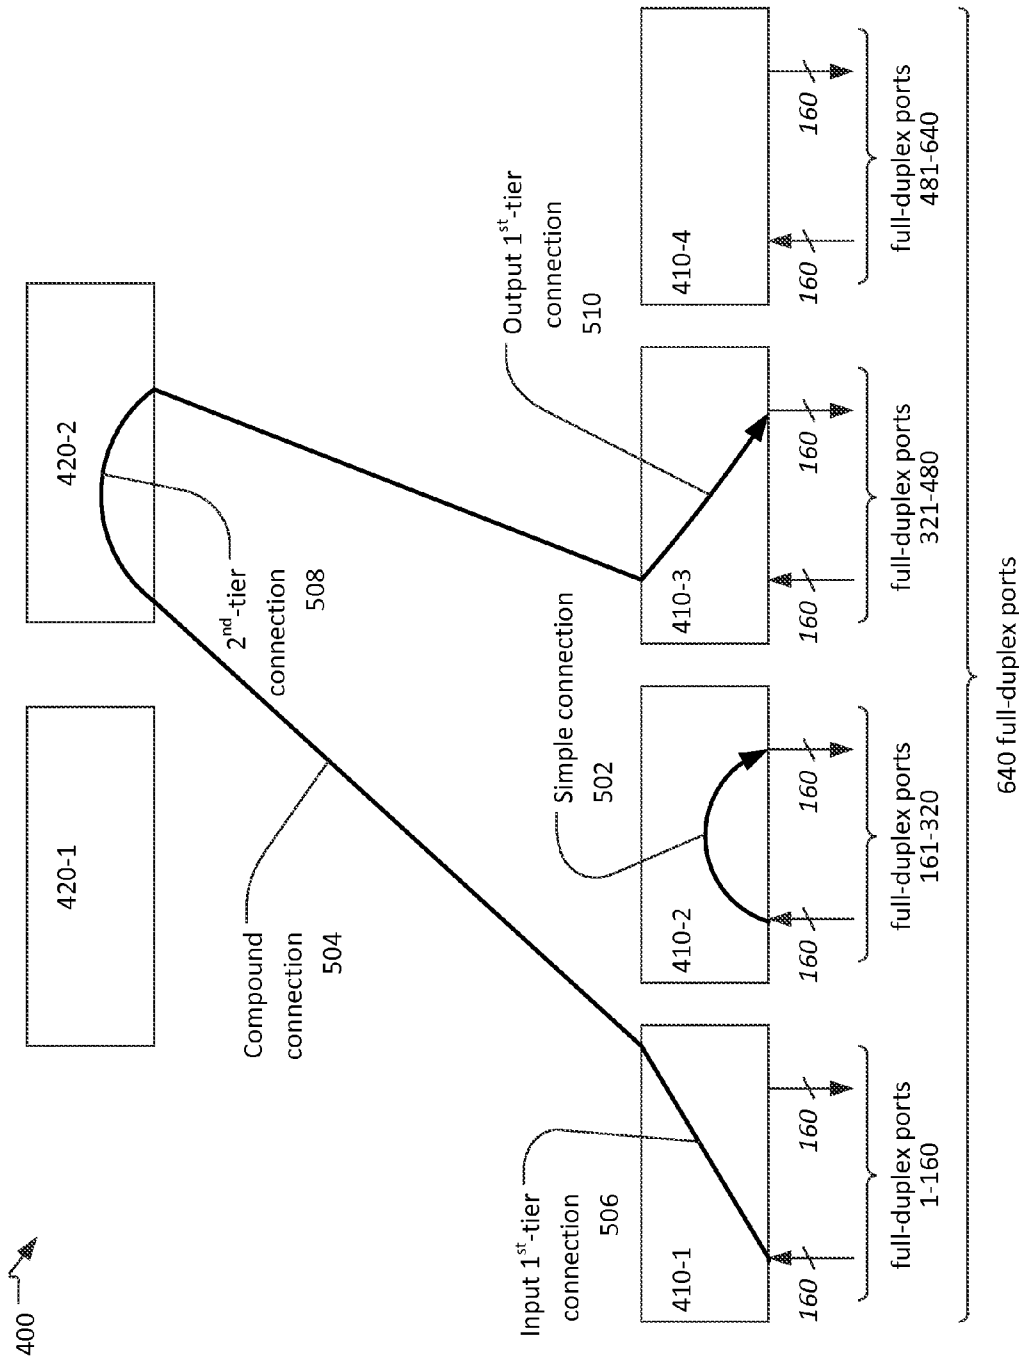 400
420-1
420-2
Compound
connection
504
2nd-tier
connection
508
Input 1st-tier
connection
506
Simple connection
502
Output 1st-tier
connection
510
410-1
410-2
410-3
410-4
160
160
160
160
160
160
160
160
full-duplex ports
1-160
full-duplex ports
161-320
full-duplex ports
321-480
full-duplex ports
481-640
640 full-duplex ports